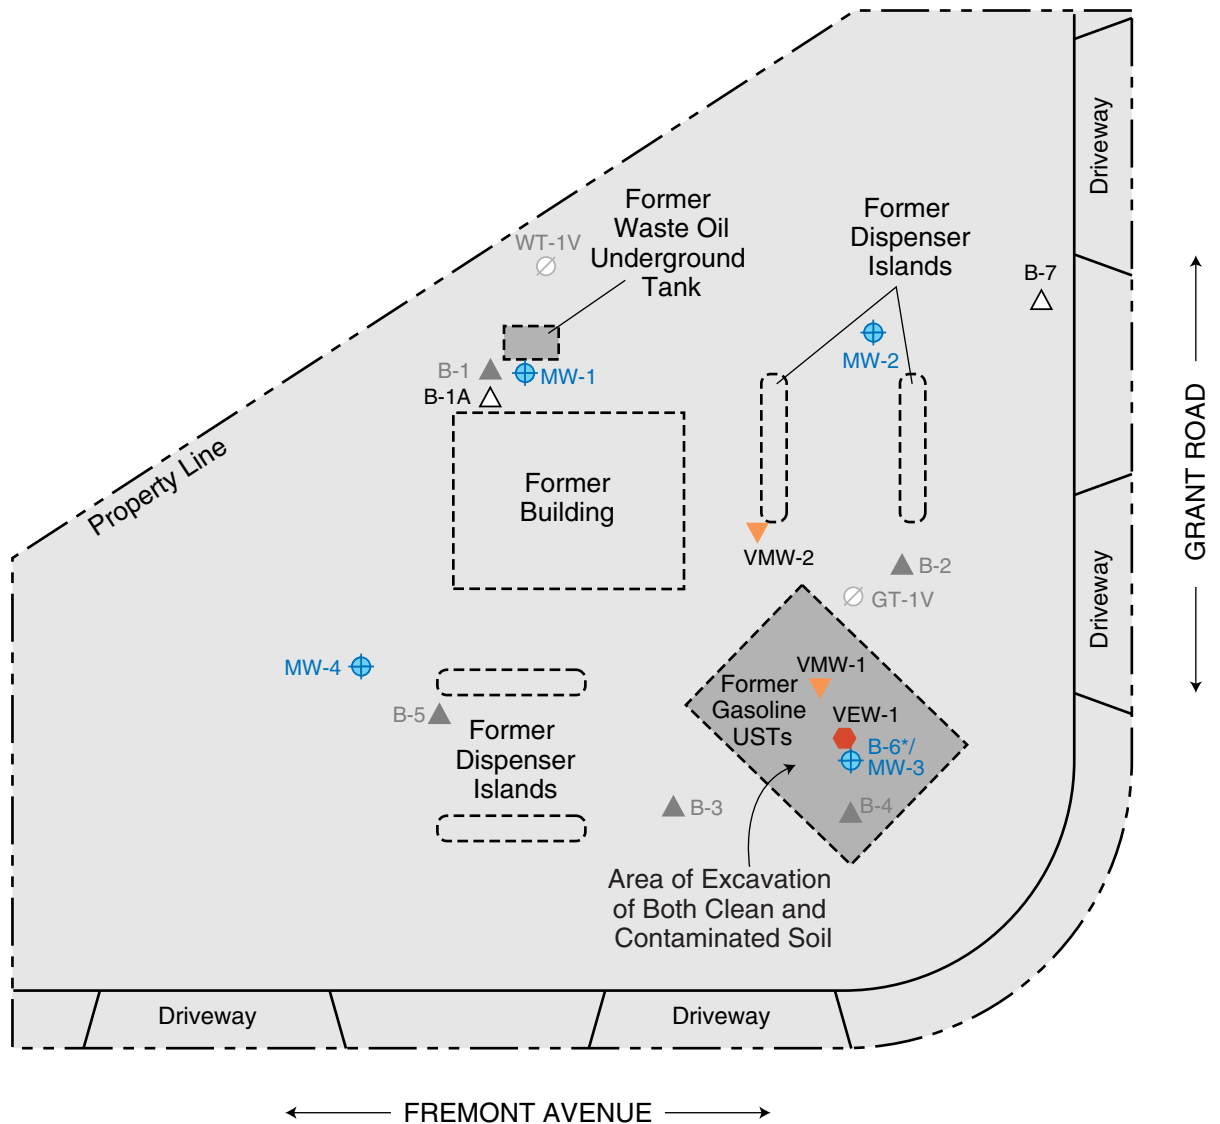 Driveway
Former
Waste Oil
Underground
Tank
WT-1V
Former
Dispenser
Islands
B-7
MW-2
B-1
MW-1
B-1A
Property Line
Former
Building
GRANT ROAD
VMW-2
B-2
GT-1V
Driveway
MW-4
VMW-1
Former
Gasoline
USTs
VEW-1
B-6*/
MW-3
B-5
Former
Dispenser
Islands
B-3
B-4
Area of Excavation
of Both Clean and
Contaminated Soil
Driveway
Driveway
FREMONT AVENUE